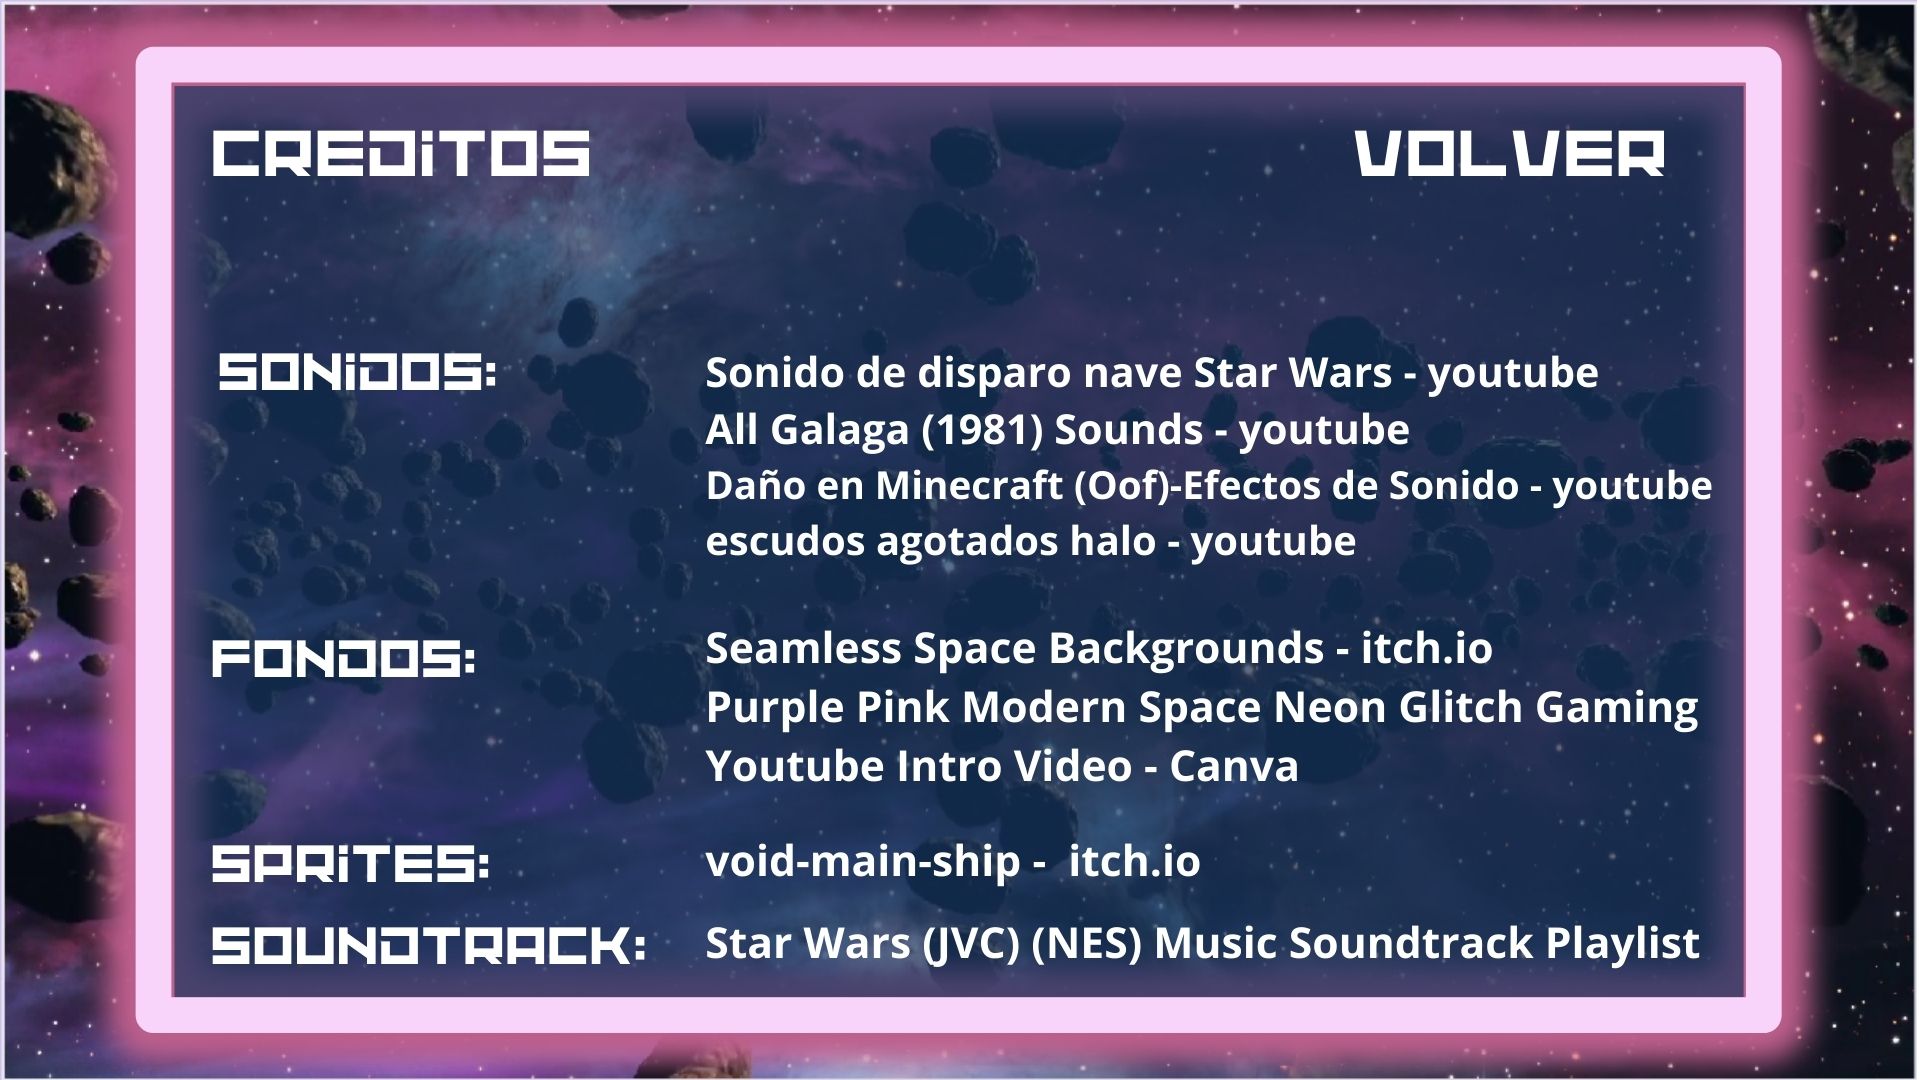 CREDiTOS
VOLVER
SONiDOS:
Sonido de disparo nave Star Wars - youtube
All Galaga (1981) Sounds - youtube
Daño en Minecraft (Oof)-Efectos de Sonido - youtube
escudos agotados halo - youtube
FONDOS:
Seamless Space Backgrounds - itch.io
Purple Pink Modern Space Neon Glitch Gaming
Youtube Intro Video - Canva
SPRiTES:
void-main-ship - itch.io
SOUNDTRACK:
Star Wars (JVC) (NES) Music Soundtrack Playlist